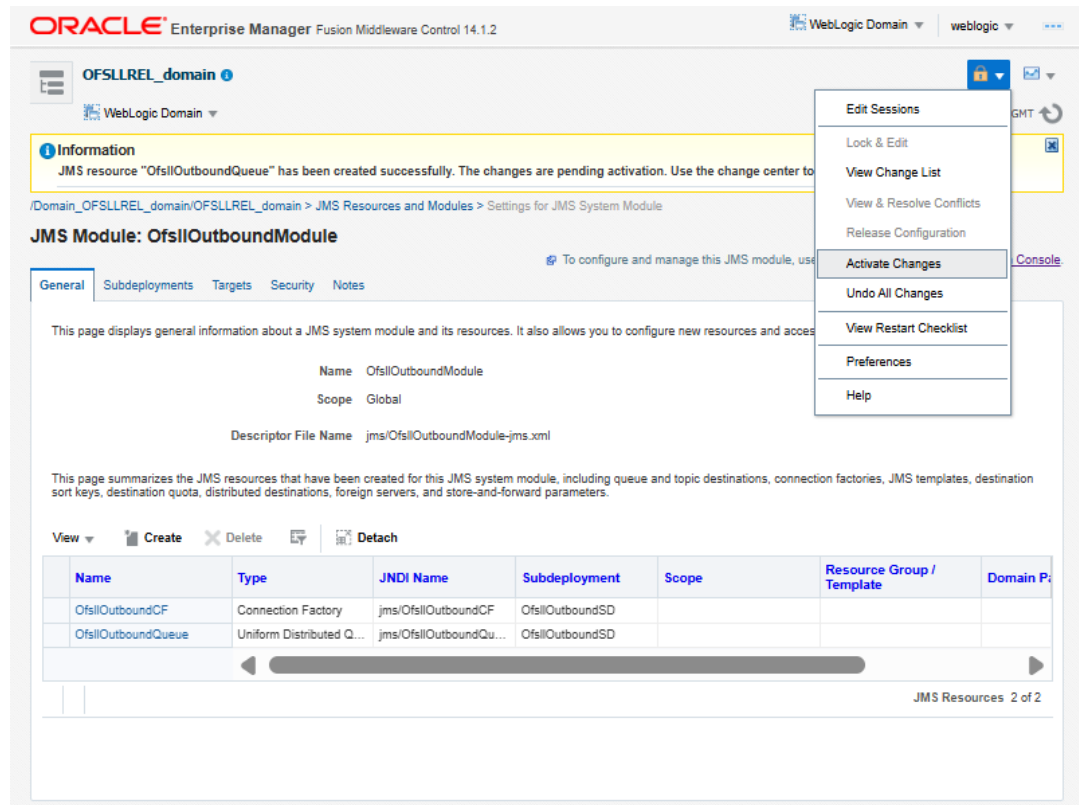 ORACLE Enterprise Manager Fusion Middleware Control 14.1.2
WebLogic Domain
weblogic
OFSLLREL_domain
WebLogic Domain
GMT
Edit Sessions
Lock & Edit
View Change List
View & Resolve Conflicts
Release Configuration
Activate Changes
Undo All Changes
View Restart Checklist
Preferences
Help
Information
JMS resource "OfsllOutboundQueue" has been created successfully. The changes are pending activation. Use the change center to
/Domain_OFSLLREL_domain/OFSLLREL_domain > JMS Resources and Modules > Settings for JMS System Module
JMS Module: OfsllOutboundModule
To configure and manage this JMS module, use
Console.
General Subdeployments Targets Security Notes
This page displays general information about a JMS system module and its resources. It also allows you to configure new resources and acces
Name OfsllOutboundModule
Scope Global
Descriptor File Name jms/OfsllOutboundModule-jms.xml
This page summarizes the JMS resources that have been created for this JMS system module, including queue and topic destinations, connection factories, JMS templates, destination
sort keys, destination quota, distributed destinations, foreign servers, and store-and-forward parameters.
View Create Delete Detach
Name Type JNDI Name Subdeployment Scope Resource Group / Template Domain Pa
OfsllOutboundCF Connection Factory jms/OfsllOutboundCF OfsllOutboundSD
OfsllOutboundQueue Uniform Distributed Q... jms/OfsllOutboundQu... OfsllOutboundSD
JMS Resources 2 of 2